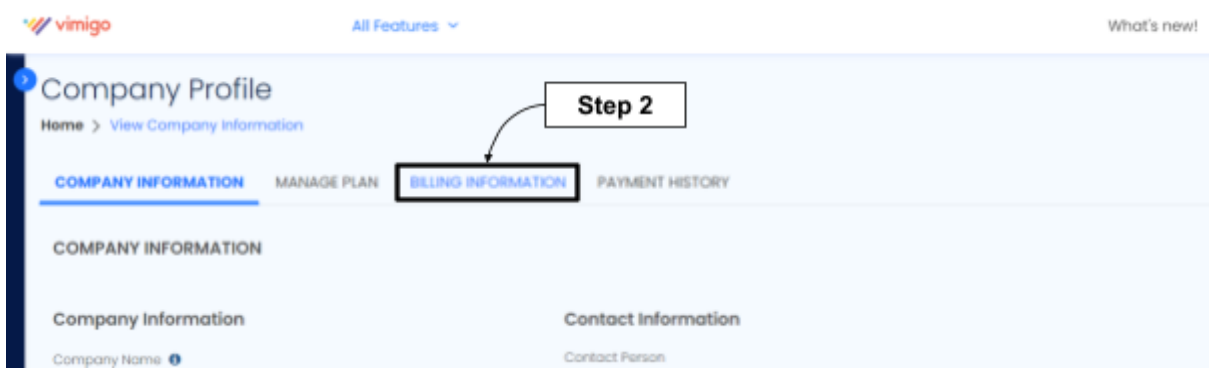 vimigo All Features What's new!
Company Profile
Step 2
Home > View Company Information
COMPANY INFORMATION MANAGE PLAN BILLING INFORMATION PAYMENT HISTORY
COMPANY INFORMATION
Company Information Contact Information
Company Name Contact Person